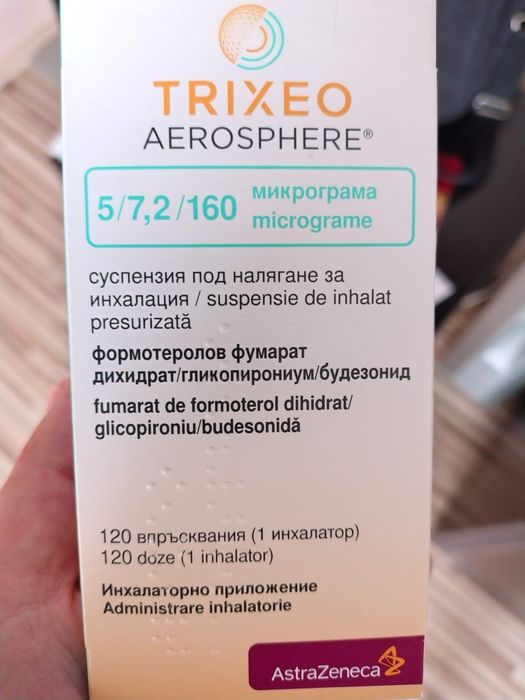 TRIXEO
AEROSPHERE®
5/7,2/160 микрограма
micrograme
суспензия под налягане за
инхалация / suspensie de inhalat
presurizată
формотеролов фумарат
дихидрат/гликопирониум/будезонид
fumarat de formoterol dihidrat/
glicopironiu/budesonidă
120 впръсквания (1 инхалатор)
120 doze (1 inhalator)
Инхалаторно приложение
Administrare inhalatorie
AstraZeneca